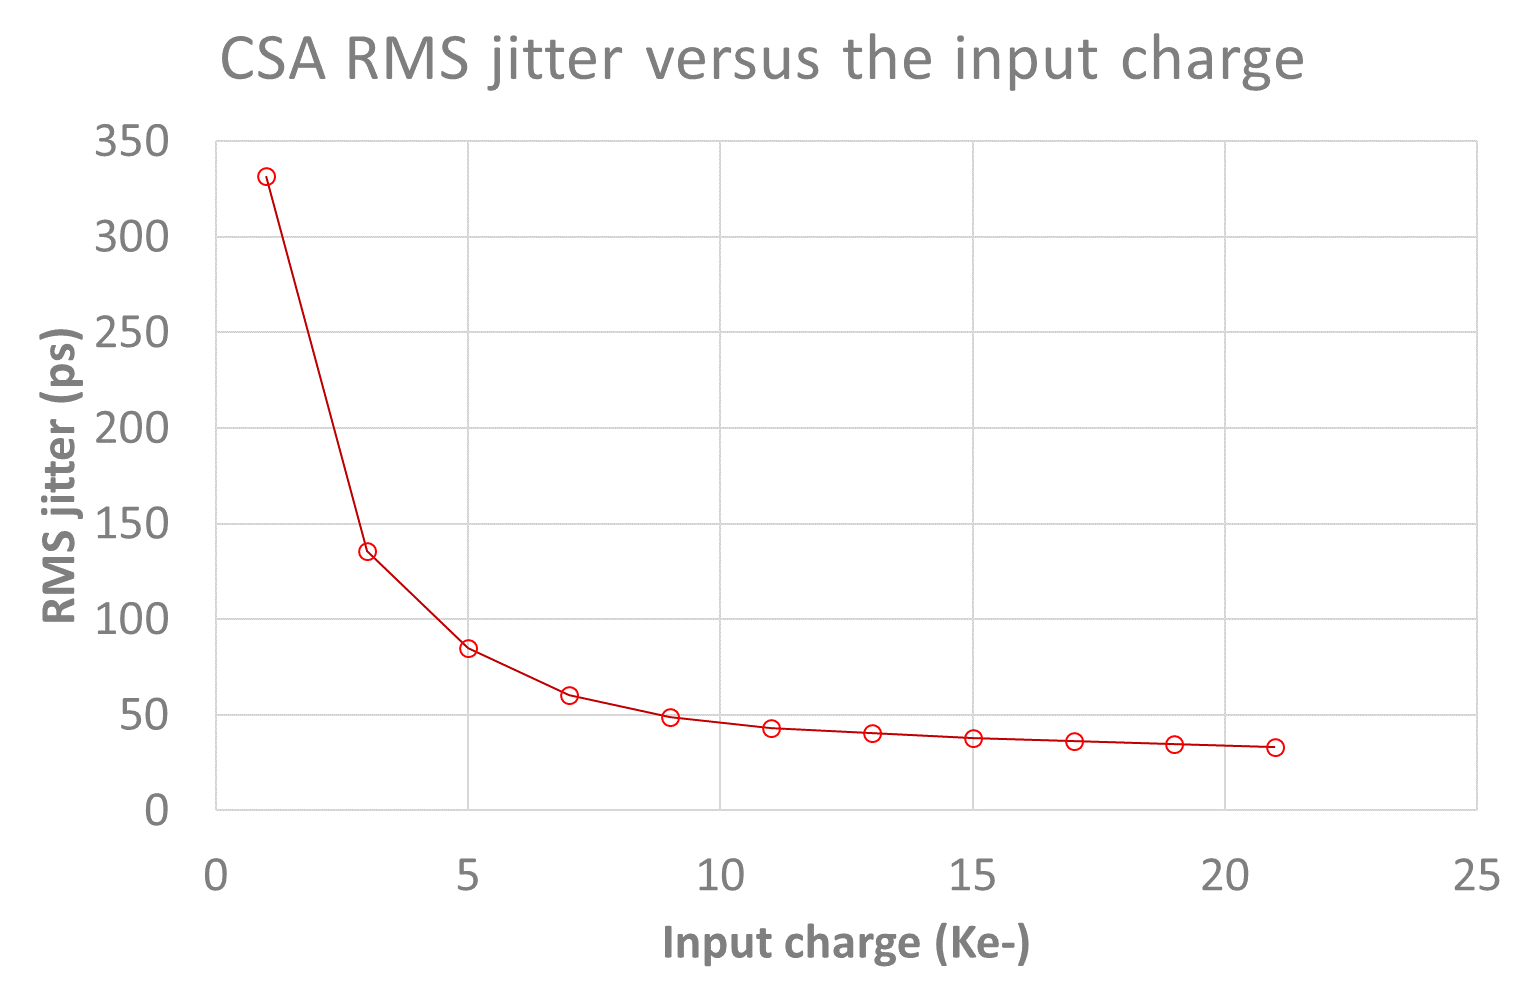 CSA RMS jitter versus the input charge
350
300
250
200
150
100
50
0
RMS jitter (ps)
0 5 10 15 20 25
Input charge (Ke-)